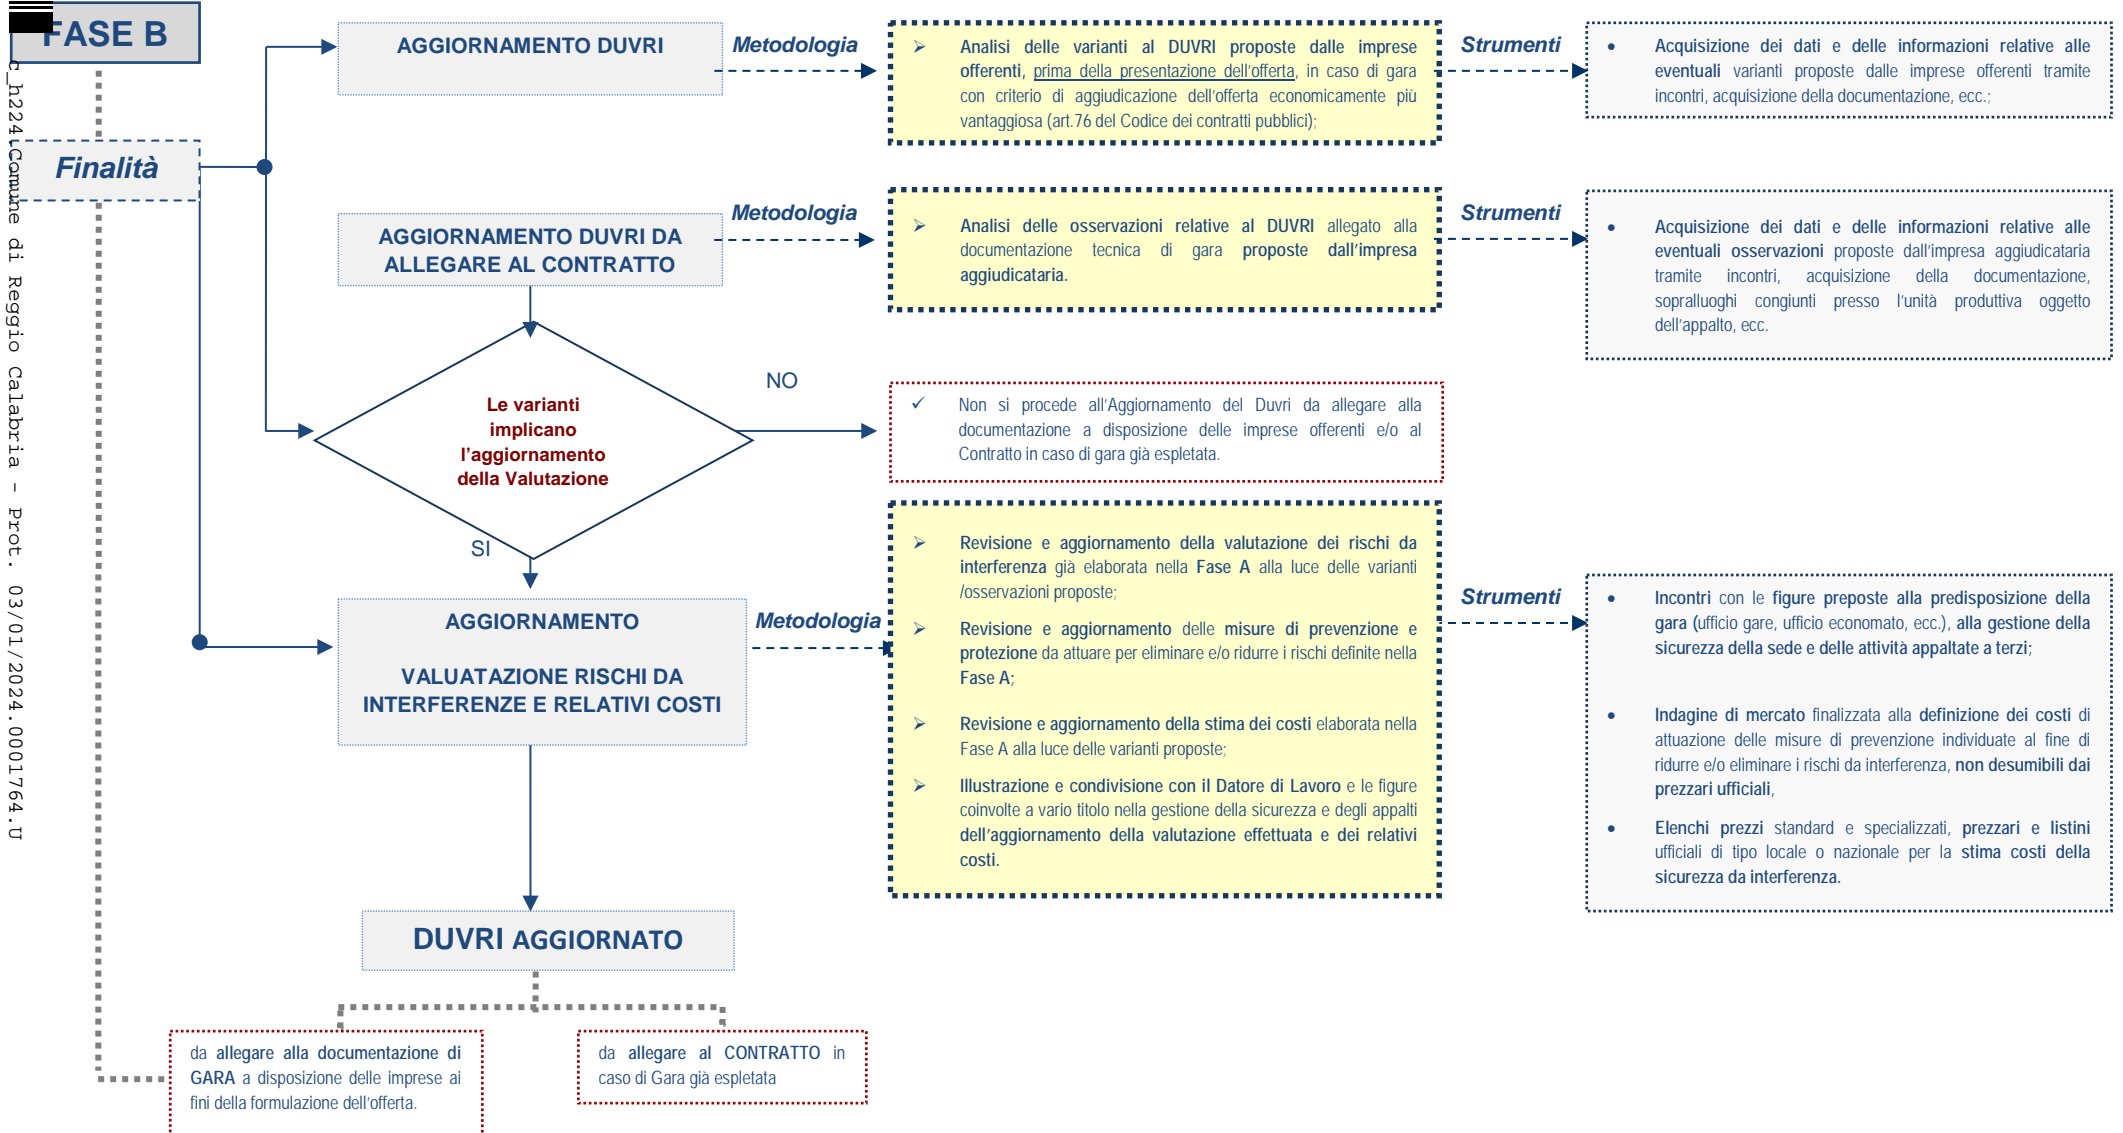 FASE B
c_h224.Comune di Reggio Calabria - Prot. 03/01/2024.0001764.U
Finalità
AGGIORNAMENTO DUVRI
Metodologia
➢ Analisi delle varianti al DUVRI proposte dalle imprese
offerenti, prima della presentazione dell'offerta, in caso di gara
con criterio di aggiudicazione dell'offerta economicamente più
vantaggiosa (art.76 del Codice dei contratti pubblici);
Strumenti
• Acquisizione dei dati e delle informazioni relative alle
eventuali varianti proposte dalle imprese offerenti tramite
incontri, acquisizione della documentazione, ecc.;
AGGIORNAMENTO DUVRI DA
ALLEGARE AL CONTRATTO
Metodologia
➢ Analisi delle osservazioni relative al DUVRI allegato alla
documentazione tecnica di gara proposte dall'impresa
aggiudicataria.
Strumenti
• Acquisizione dei dati e delle informazioni relative alle
eventuali osservazioni proposte dall'impresa aggiudicataria
tramite incontri, acquisizione della documentazione,
sopralluoghi congiunti presso l'unità produttiva oggetto
dell'appalto, ecc.
Le varianti
implicano
l'aggiornamento
della Valutazione
NO
✓ Non si procede all'Aggiornamento del Duvri da allegare alla
documentazione a disposizione delle imprese offerenti e/o al
Contratto in caso di gara già espletata.
SI
AGGIORNAMENTO
VALUATAZIONE RISCHI DA
INTERFERENZE E RELATIVI COSTI
Metodologia
➢ Revisione e aggiornamento della valutazione dei rischi da
interferenza già elaborata nella Fase A alla luce delle varianti
/osservazioni proposte;
➢ Revisione e aggiornamento delle misure di prevenzione e
protezione da attuare per eliminare e/o ridurre i rischi definite nella
Fase A;
➢ Revisione e aggiornamento della stima dei costi elaborata nella
Fase A alla luce delle varianti proposte;
➢ Illustrazione e condivisione con il Datore di Lavoro e le figure
coinvolte a vario titolo nella gestione della sicurezza e degli appalti
dell'aggiornamento della valutazione effettuata e dei relativi
costi.
Strumenti
• Incontri con le figure preposte alla predisposizione della
gara (ufficio gare, ufficio economato, ecc.), alla gestione della
sicurezza della sede e delle attività appaltate a terzi;
• Indagine di mercato finalizzata alla definizione dei costi di
attuazione delle misure di prevenzione individuate al fine di
ridurre e/o eliminare i rischi da interferenza, non desumibili dai
prezzari ufficiali,
• Elenchi prezzi standard e specializzati, prezzari e listini
ufficiali di tipo locale o nazionale per la stima costi della
sicurezza da interferenza.
DUVRI AGGIORNATO
da allegare alla documentazione di
GARA a disposizione delle imprese ai
fini della formulazione dell'offerta.
da allegare al CONTRATTO in
caso di Gara già espletata